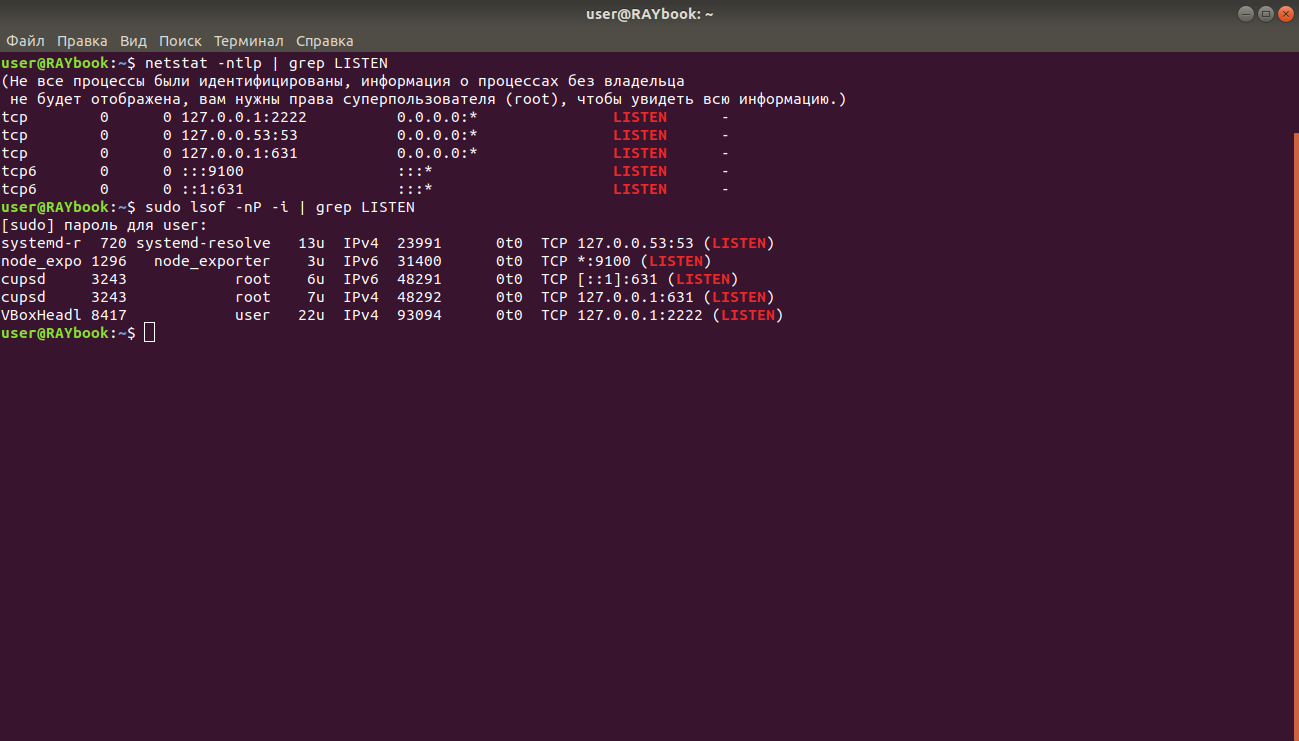 user@RAYbook: ~
Файл Правка Вид Поиск Терминал Справка
user@RAYbook:~$ netstat -ntlp | grep LISTEN
(Не все процессы были идентифицированы, информация о процессах без владельца
 не будет отображена, вам нужны права суперпользователя (root), чтобы увидеть всю информацию.)
tcp        0      0 127.0.0.1:2222          0.0.0.0:*               LISTEN      -
tcp        0      0 127.0.0.53:53           0.0.0.0:*               LISTEN      -
tcp        0      0 127.0.0.1:631           0.0.0.0:*               LISTEN      -
tcp6       0      0 :::9100                 :::*                    LISTEN      -
tcp6       0      0 ::1:631                 :::*                    LISTEN      -
user@RAYbook:~$ sudo lsof -nP -i | grep LISTEN
[sudo] пароль для user:
systemd-r  720 systemd-resolve   13u  IPv4  23991      0t0  TCP 127.0.0.53:53 (LISTEN)
node_expo 1296   node_exporter    3u  IPv6  31400      0t0  TCP *:9100 (LISTEN)
cupsd     3243            root    6u  IPv6  48291      0t0  TCP [::1]:631 (LISTEN)
cupsd     3243            root    7u  IPv4  48292      0t0  TCP 127.0.0.1:631 (LISTEN)
VBoxHeadl 8417            user   22u  IPv4  93094      0t0  TCP 127.0.0.1:2222 (LISTEN)
user@RAYbook:~$